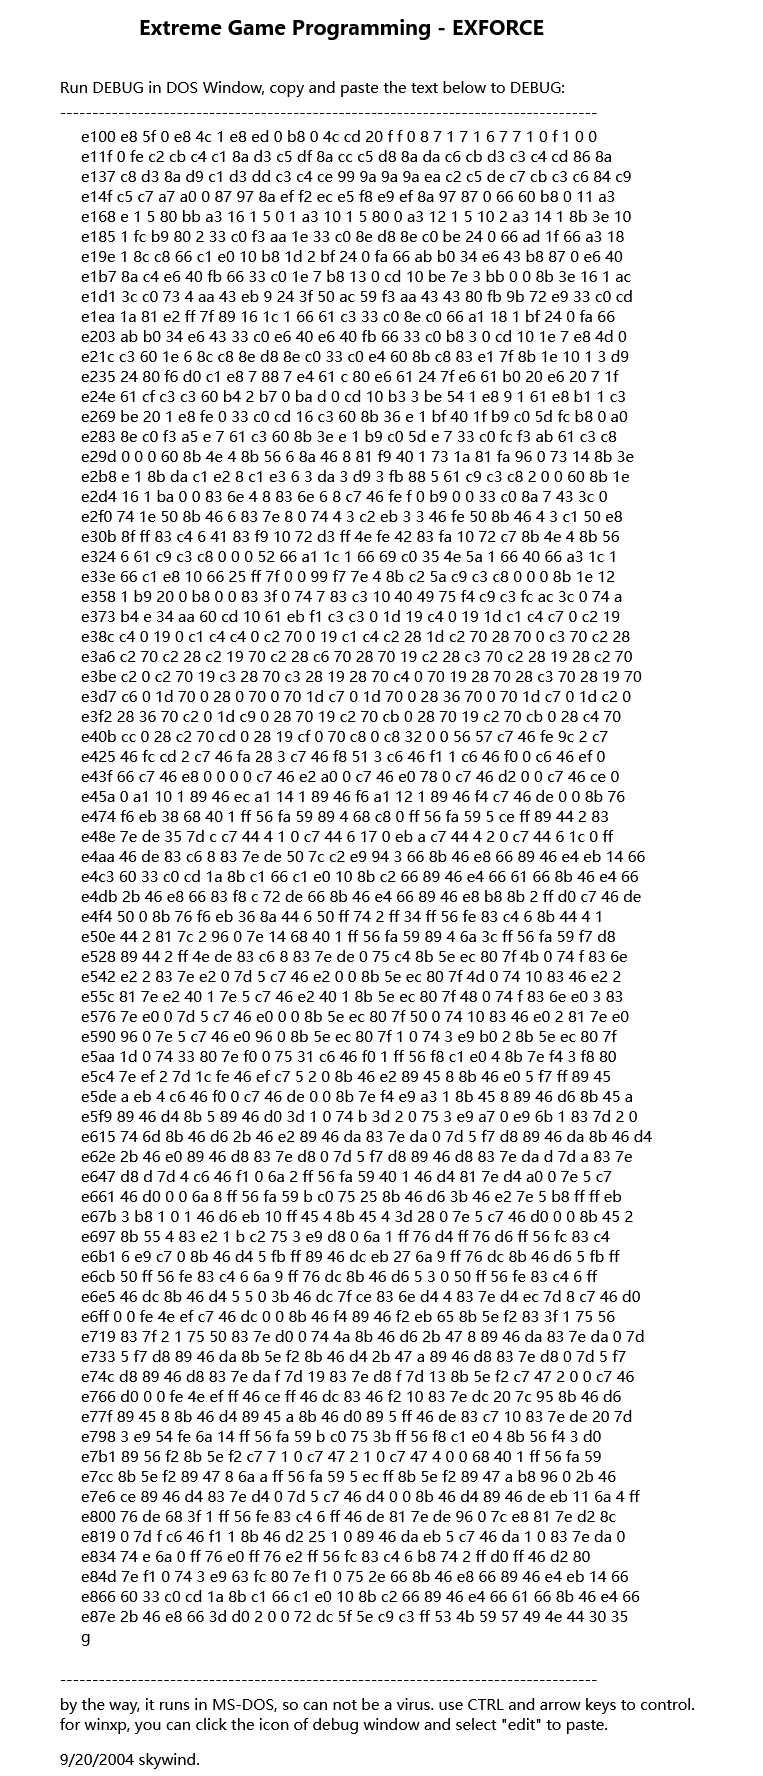 Extreme Game Programming - EXFORCE
Run DEBUG in DOS Window, copy and paste the text below to DEBUG:
-----------------------------------------------------------------------------------
e100 e8 5f 0 e8 4c 1 e8 ed 0 b8 0 4c cd 20 f f 0 8 7 1 7 1 6 7 7 1 0 f 1 0 0
e11f 0 fe c2 cb c4 c1 8a d3 c5 df 8a cc c5 d8 8a da c6 cb d3 c3 c4 cd 86 8a
e137 c8 d3 8a d9 c1 d3 dd c3 c4 ce 99 9a 9a 9a ea c2 c5 de c7 cb c3 c6 84 c9
e14f c5 c7 a7 a0 0 87 97 8a ef f2 ec e5 f8 e9 ef 8a 97 87 0 66 60 b8 0 11 a3
e168 e 1 5 80 bb a3 16 1 5 0 1 a3 10 1 5 80 0 a3 12 1 5 10 2 a3 14 1 8b 3e 10
e185 1 fc b9 80 2 33 c0 f3 aa 1e 33 c0 8e d8 8e c0 be 24 0 66 ad 1f 66 a3 18
e19e 1 8c c8 66 c1 e0 10 b8 1d 2 bf 24 0 fa 66 ab b0 34 e6 43 b8 87 0 e6 40
e1b7 8a c4 e6 40 fb 66 33 c0 1e 7 b8 13 0 cd 10 be 7e 3 bb 0 0 8b 3e 16 1 ac
e1d1 3c c0 73 4 aa 43 eb 9 24 3f 50 ac 59 f3 aa 43 43 80 fb 9b 72 e9 33 c0 cd
e1ea 1a 81 e2 ff 7f 89 16 1c 1 66 61 c3 33 c0 8e c0 66 a1 18 1 bf 24 0 fa 66
e203 ab b0 34 e6 43 33 c0 e6 40 e6 40 fb 66 33 c0 b8 3 0 cd 10 1e 7 e8 4d 0
e21c c3 60 1e 6 8c c8 8e d8 8e c0 33 c0 e4 60 8b c8 83 e1 7f 8b 1e 10 1 3 d9
e235 24 80 f6 d0 c1 e8 7 88 7 e4 61 c 80 e6 61 24 7f e6 61 b0 20 e6 20 7 1f
e24e 61 cf c3 c3 60 b4 2 b7 0 ba d 0 cd 10 b3 3 be 54 1 e8 9 1 61 e8 b1 1 c3
e269 be 20 1 e8 fe 0 33 c0 cd 16 c3 60 8b 36 e 1 bf 40 1f b9 c0 5d fc b8 0 a0
e283 8e c0 f3 a5 e 7 61 c3 60 8b 3e e 1 b9 c0 5d e 7 33 c0 fc f3 ab 61 c3 c8
e29d 0 0 0 60 8b 4e 4 8b 56 6 8a 46 8 81 f9 40 1 73 1a 81 fa 96 0 73 14 8b 3e
e2b8 e 1 8b da c1 e2 8 c1 e3 6 3 da 3 d9 3 fb 88 5 61 c9 c3 c8 2 0 0 60 8b 1e
e2d4 16 1 ba 0 0 83 6e 4 8 83 6e 6 8 c7 46 fe f 0 b9 0 0 33 c0 8a 7 43 3c 0
e2f0 74 1e 50 8b 46 6 83 7e 8 0 74 4 3 c2 eb 3 3 46 fe 50 8b 46 4 3 c1 50 e8
e30b 8f ff 83 c4 6 41 83 f9 10 72 d3 ff 4e fe 42 83 fa 10 72 c7 8b 4e 4 8b 56
e324 6 61 c9 c3 c8 0 0 0 52 66 a1 1c 1 66 69 c0 35 4e 5a 1 66 40 66 a3 1c 1
e33e 66 c1 e8 10 66 25 ff 7f 0 0 99 f7 7e 4 8b c2 5a c9 c3 c8 0 0 0 8b 1e 12
e358 1 b9 20 0 b8 0 0 83 3f 0 74 7 83 c3 10 40 49 75 f4 c9 c3 fc ac 3c 0 74 a
e373 b4 e 34 aa 60 cd 10 61 eb f1 c3 c3 0 1d 19 c4 0 19 1d c1 c4 c7 0 c2 19
e38c c4 0 19 0 c1 c4 c4 0 c2 70 0 19 c1 c4 c2 28 1d c2 70 28 70 0 c3 70 c2 28
e3a6 c2 70 c2 28 c2 19 70 c2 28 c6 70 28 70 19 c2 28 c3 70 c2 28 19 28 c2 70
e3be c2 0 c2 70 19 c3 28 70 c3 28 19 28 70 c4 0 70 19 28 70 28 c3 70 28 19 70
e3d7 c6 0 1d 70 0 28 0 70 0 70 1d c7 0 1d 70 0 28 36 70 0 70 1d c7 0 1d c2 0
e3f2 28 36 70 c2 0 1d c9 0 28 70 19 c2 70 cb 0 28 70 19 c2 70 cb 0 28 c4 70
e40b cc 0 28 c2 70 cd 0 28 19 cf 0 70 c8 0 c8 32 0 0 56 57 c7 46 fe 9c 2 c7
e425 46 fc cd 2 c7 46 fa 28 3 c7 46 f8 51 3 c6 46 f1 1 c6 46 f0 0 c6 46 ef 0
e43f 66 c7 46 e8 0 0 0 0 c7 46 e2 a0 0 c7 46 e0 78 0 c7 46 d2 0 0 c7 46 ce 0
e45a 0 a1 10 1 89 46 ec a1 14 1 89 46 f6 a1 12 1 89 46 f4 c7 46 de 0 0 8b 76
e474 f6 eb 38 68 40 1 ff 56 fa 59 89 4 68 c8 0 ff 56 fa 59 5 ce ff 89 44 2 83
e48e 7e de 35 7d c c7 44 4 1 0 c7 44 6 17 0 eb a c7 44 4 2 0 c7 44 6 1c 0 ff
e4aa 46 de 83 c6 8 83 7e de 50 7c c2 e9 94 3 66 8b 46 e8 66 89 46 e4 eb 14 66
e4c3 60 33 c0 cd 1a 8b c1 66 c1 e0 10 8b c2 66 89 46 e4 66 61 66 8b 46 e4 66
e4db 2b 46 e8 66 83 f8 c 72 de 66 8b 46 e4 66 89 46 e8 b8 8b 2 ff d0 c7 46 de
e4f4 50 0 8b 76 f6 eb 36 8a 44 6 50 ff 74 2 ff 34 ff 56 fe 83 c4 6 8b 44 4 1
e50e 44 2 81 7c 2 96 0 7e 14 68 40 1 ff 56 fa 59 89 4 6a 3c ff 56 fa 59 f7 d8
e528 89 44 2 ff 4e de 83 c6 8 83 7e de 0 75 c4 8b 5e ec 80 7f 4b 0 74 f 83 6e
e542 e2 2 83 7e e2 0 7d 5 c7 46 e2 0 0 8b 5e ec 80 7f 4d 0 74 10 83 46 e2 2
e55c 81 7e e2 40 1 7e 5 c7 46 e2 40 1 8b 5e ec 80 7f 48 0 74 f 83 6e e0 3 83
e576 7e e0 0 7d 5 c7 46 e0 0 0 8b 5e ec 80 7f 50 0 74 10 83 46 e0 2 81 7e e0
e590 96 0 7e 5 c7 46 e0 96 0 8b 5e ec 80 7f 1 0 74 3 e9 b0 2 8b 5e ec 80 7f
e5aa 1d 0 74 33 80 7e f0 0 75 31 c6 46 f0 1 ff 56 f8 c1 e0 4 8b 7e f4 3 f8 80
e5c4 7e ef 2 7d 1c fe 46 ef c7 5 2 0 8b 46 e2 89 45 8 8b 46 e0 5 f7 ff 89 45
e5de a eb 4 c6 46 f0 0 c7 46 de 0 0 8b 7e f4 e9 a3 1 8b 45 8 89 46 d6 8b 45 a
e5f9 89 46 d4 8b 5 89 46 d0 3d 1 0 74 b 3d 2 0 75 3 e9 a7 0 e9 6b 1 83 7d 2 0
e615 74 6d 8b 46 d6 2b 46 e2 89 46 da 83 7e da 0 7d 5 f7 d8 89 46 da 8b 46 d4
e62e 2b 46 e0 89 46 d8 83 7e d8 0 7d 5 f7 d8 89 46 d8 83 7e da d 7d a 83 7e
e647 d8 d 7d 4 c6 46 f1 0 6a 2 ff 56 fa 59 40 1 46 d4 81 7e d4 a0 0 7e 5 c7
e661 46 d0 0 0 6a 8 ff 56 fa 59 b c0 75 25 8b 46 d6 3b 46 e2 7e 5 b8 ff ff eb
e67b 3 b8 1 0 1 46 d6 eb 10 ff 45 4 8b 45 4 3d 28 0 7e 5 c7 46 d0 0 0 8b 45 2
e697 8b 55 4 83 e2 1 b c2 75 3 e9 d8 0 6a 1 ff 76 d4 ff 76 d6 ff 56 fc 83 c4
e6b1 6 e9 c7 0 8b 46 d4 5 fb ff 89 46 dc eb 27 6a 9 ff 76 dc 8b 46 d6 5 fb ff
e6cb 50 ff 56 fe 83 c4 6 6a 9 ff 76 dc 8b 46 d6 5 3 0 50 ff 56 fe 83 c4 6 ff
e6e5 46 dc 8b 46 d4 5 5 0 3b 46 dc 7f ce 83 6e d4 4 83 7e d4 ec 7d 8 c7 46 d0
e6ff 0 0 fe 4e ef c7 46 dc 0 0 8b 46 f4 89 46 f2 eb 65 8b 5e f2 83 3f 1 75 56
e719 83 7f 2 1 75 50 83 7e d0 0 74 4a 8b 46 d6 2b 47 8 89 46 da 83 7e da 0 7d
e733 5 f7 d8 89 46 da 8b 5e f2 8b 46 d4 2b 47 a 89 46 d8 83 7e d8 0 7d 5 f7
e74c d8 89 46 d8 83 7e da f 7d 19 83 7e d8 f 7d 13 8b 5e f2 c7 47 2 0 0 c7 46
e766 d0 0 0 fe 4e ef ff 46 ce ff 46 dc 83 46 f2 10 83 7e dc 20 7c 95 8b 46 d6
e77f 89 45 8 8b 46 d4 89 45 a 8b 46 d0 89 5 ff 46 de 83 c7 10 83 7e de 20 7d
e798 3 e9 54 fe 6a 14 ff 56 fa 59 b c0 75 3b ff 56 f8 c1 e0 4 8b 56 f4 3 d0
e7b1 89 56 f2 8b 5e f2 c7 7 1 0 c7 47 2 1 0 c7 47 4 0 0 68 40 1 ff 56 fa 59
e7cc 8b 5e f2 89 47 8 6a a ff 56 fa 59 5 ec ff 8b 5e f2 89 47 a b8 96 0 2b 46
e7e6 ce 89 46 d4 83 7e d4 0 7d 5 c7 46 d4 0 0 8b 46 d4 89 46 de eb 11 6a 4 ff
e800 76 de 68 3f 1 ff 56 fe 83 c4 6 ff 46 de 81 7e de 96 0 7c e8 81 7e d2 8c
e819 0 7d f c6 46 f1 1 8b 46 d2 25 1 0 89 46 da eb 5 c7 46 da 1 0 83 7e da 0
e834 74 e 6a 0 ff 76 e0 ff 76 e2 ff 56 fc 83 c4 6 b8 74 2 ff d0 ff 46 d2 80
e84d 7e f1 0 74 3 e9 63 fc 80 7e f1 0 75 2e 66 8b 46 e8 66 89 46 e4 eb 14 66
e866 60 33 c0 cd 1a 8b c1 66 c1 e0 10 8b c2 66 89 46 e4 66 61 66 8b 46 e4 66
e87e 2b 46 e8 66 3d d0 2 0 0 72 dc 5f 5e c9 c3 ff 53 4b 59 57 49 4e 44 30 35
g
-----------------------------------------------------------------------------------
by the way, it runs in MS-DOS, so can not be a virus. use CTRL and arrow keys to control.
for winxp, you can click the icon of debug window and select "edit" to paste.
9/20/2004 skywind.